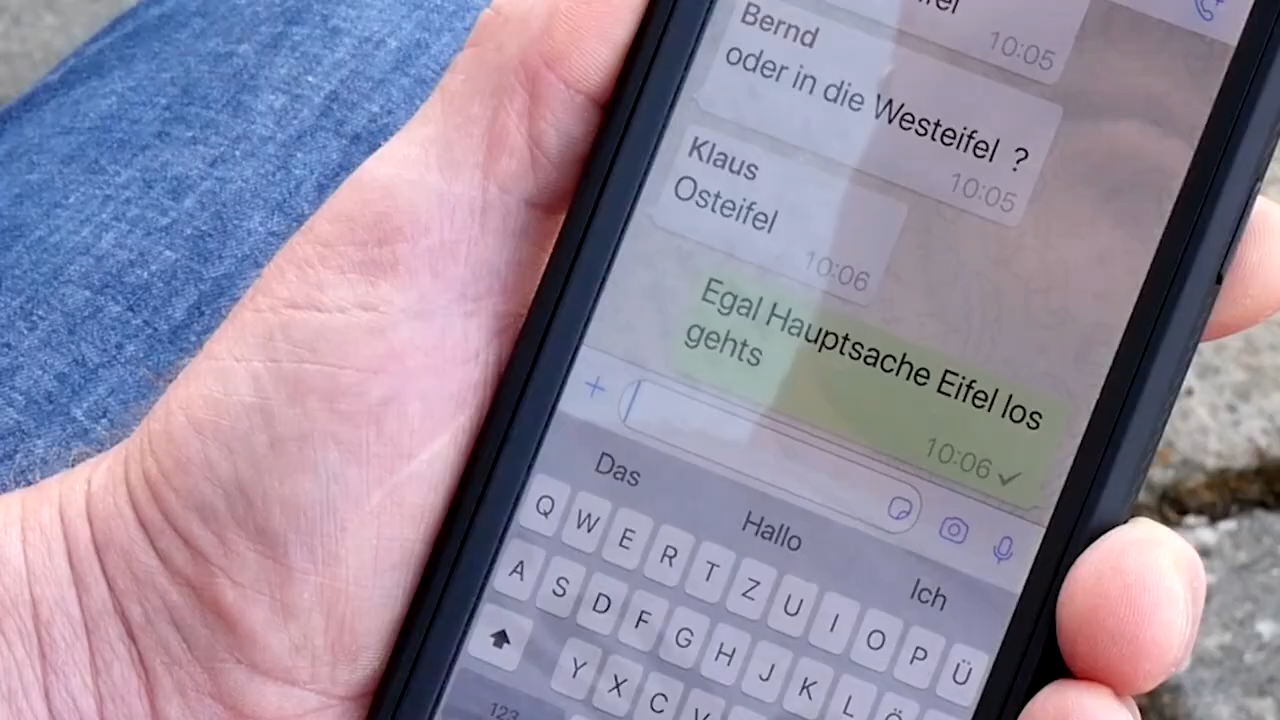 10:05
Bernd
oder in die Westeifel ?
10:05
Klaus
Osteifel
10:06
Egal Hauptsache Eifel los
gehts
10:06
Das Hallo Ich
Q W E R T Z U I O P Ü
A S D F G H J K L Ö
Y X C V
123